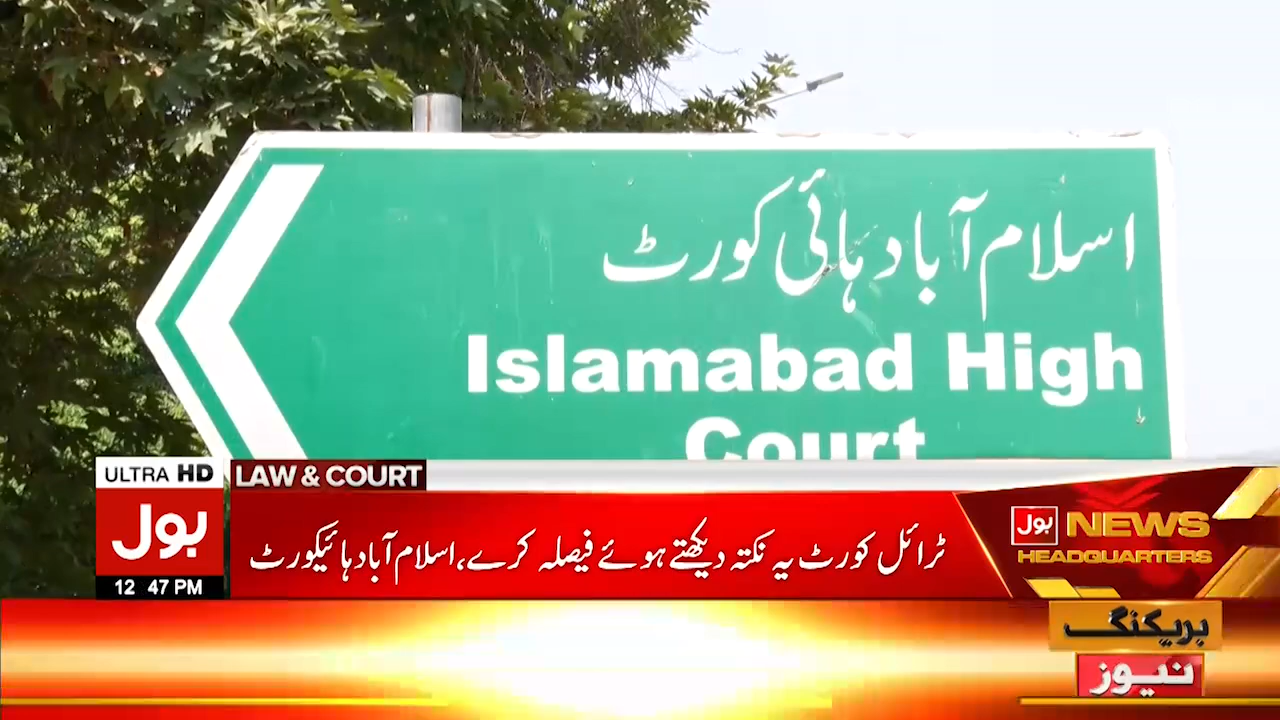 اسلام آباد ہائی کورٹ
Islamabad High
Court
ULTRA HD
LAW & COURT
بول
12 47 PM
ٹرائل کورٹ یہ نکتہ دیکھتے ہوئے فیصلہ کرے، اسلام آباد ہائیکورٹ
بول NEWS
HEADQUARTERS
بریکنگ
نیوز